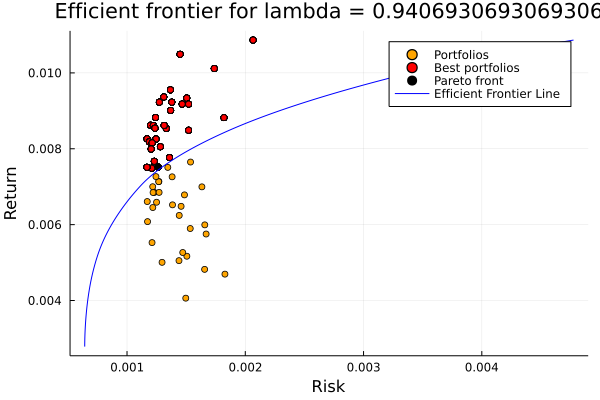 Efficient frontier for lambda = 0.9406930693069306
Portfolios
Best portfolios
Pareto front
Efficient Frontier Line
0.010
0.008
0.006
0.004
Return
0.001
0.002
0.003
0.004
Risk